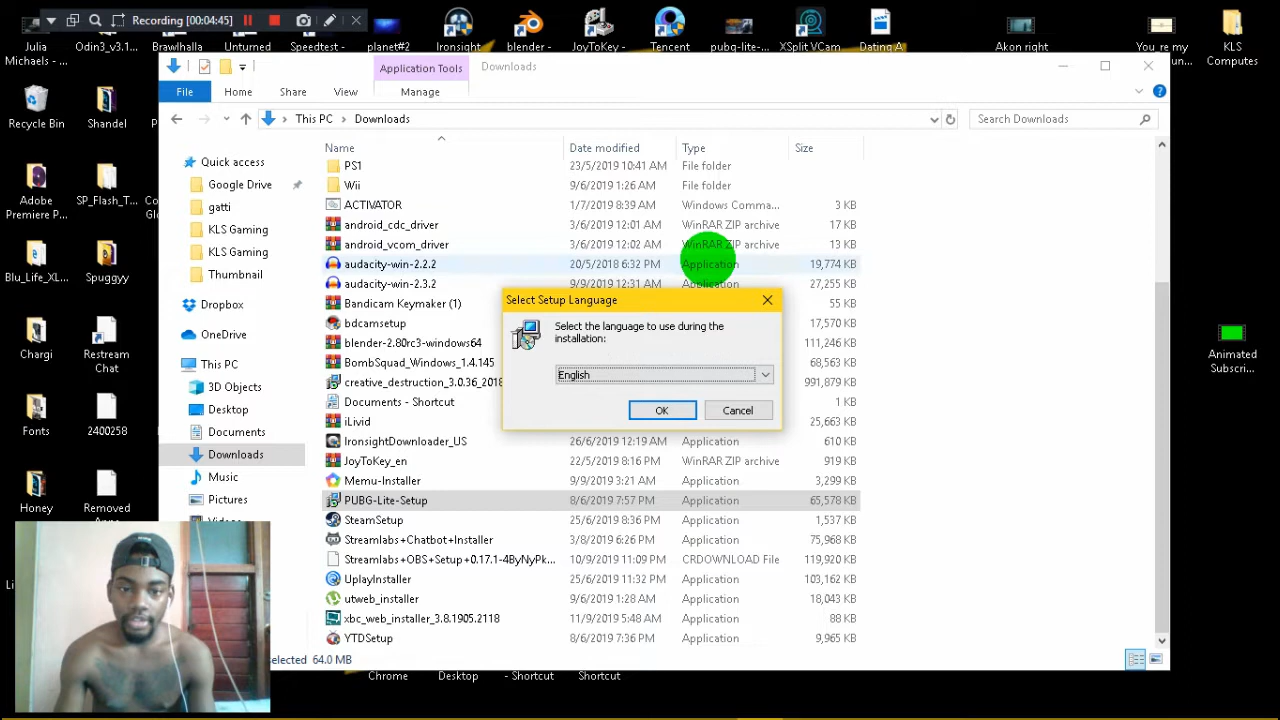 Recording [00:04:45]
Julia
Michaels - ...
Odin3_v3.1...
Brawlhalla
Unturned
Speedtest -
planet#2
Ironsight
blender -
JoyToKey -
Tencent
pubg-lite-...
XSplit VCam
Dating A
Akon right
You_re my
un...
KLS
Computes
Application Tools
Downloads
File
Home
Share
View
Manage
This PC
Downloads
Search Downloads
Recycle Bin
Shandel
Adobe
Premiere P...
SP_Flash_T...
Blu_Life_XL...
Spuggyy
Chargi
Restream
Chat
Fonts
2400258
Honey
Removed
Quick access
Google Drive
gatti
KLS Gaming
KLS Gaming
Thumbnail
Dropbox
OneDrive
This PC
3D Objects
Desktop
Documents
Downloads
Music
Pictures
Name
Date modified
Type
Size
PS1 23/5/2019 10:41 AM File folder
Wii 9/6/2019 1:26 AM File folder
ACTIVATOR 1/7/2019 8:39 AM Windows Comma... 3 KB
android_cdc_driver 3/6/2019 12:01 AM WinRAR ZIP archive 17 KB
android_vcom_driver 3/6/2019 12:02 AM WinRAR ZIP archive 13 KB
audacity-win-2.2.2 20/5/2018 6:32 PM Application 19,774 KB
audacity-win-2.3.2 9/9/2019 12:31 AM Application 27,255 KB
Bandicam Keymaker (1) 55 KB
bdcamsetup 17,570 KB
blender-2.80rc3-windows64 111,246 KB
BombSquad_Windows_1.4.145 68,563 KB
creative_destruction_3.0.36_2018 991,879 KB
Documents - Shortcut 1 KB
iLivid 25,663 KB
IronsightDownloader_US 26/6/2019 12:19 AM Application 610 KB
JoyToKey_en 22/5/2019 8:16 PM WinRAR ZIP archive 919 KB
Memu-Installer 9/9/2019 3:21 AM Application 3,299 KB
PUBG-Lite-Setup 8/6/2019 7:57 PM Application 65,578 KB
SteamSetup 25/6/2019 8:36 PM Application 1,537 KB
Streamlabs+Chatbot+Installer 3/8/2019 6:26 PM Application 75,968 KB
Streamlabs+OBS+Setup+0.17.1-4ByNyPk... 10/9/2019 11:09 PM CRDOWNLOAD File 119,920 KB
UplayInstaller 25/6/2019 11:32 PM Application 103,162 KB
utweb_installer 2/6/2019 1:28 AM Application 18,043 KB
xbc_web_installer_3.8.1905.2118 11/9/2019 5:48 AM Application 88 KB
YTDSetup 8/6/2019 7:36 PM Application 9,965 KB
Select Setup Language
Select the language to use during the
installation:
English
OK
Cancel
Animated
Subscri...
selected 64.0 MB
Chrome
Desktop
- Shortcut
Shortcut